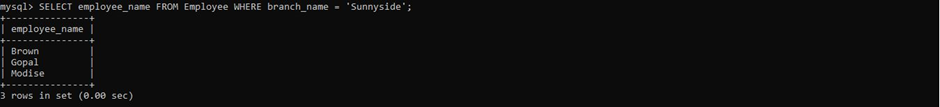 mysql> SELECT employee_name FROM Employee WHERE branch_name = 'Sunnyside';
+---------------+
| employee_name |
+---------------+
| Brown         |
| Gopal         |
| Modise        |
+---------------+
3 rows in set (0.00 sec)